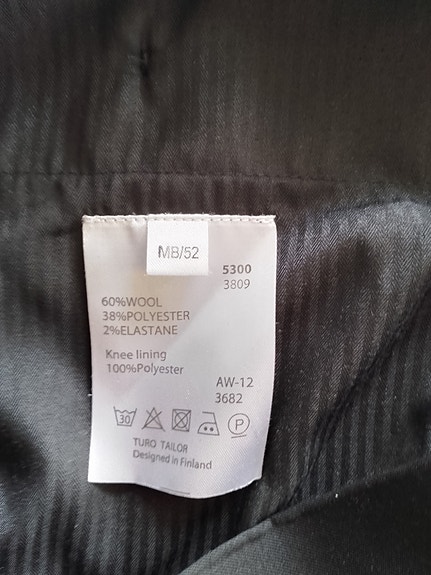 MB/52
5300
3809
60%WOOL
38%POLYESTER
2%ELASTANE
Knee lining
100%Polyester
AW-12
3682
30
P
TURO TAILOR
Designed in Finland